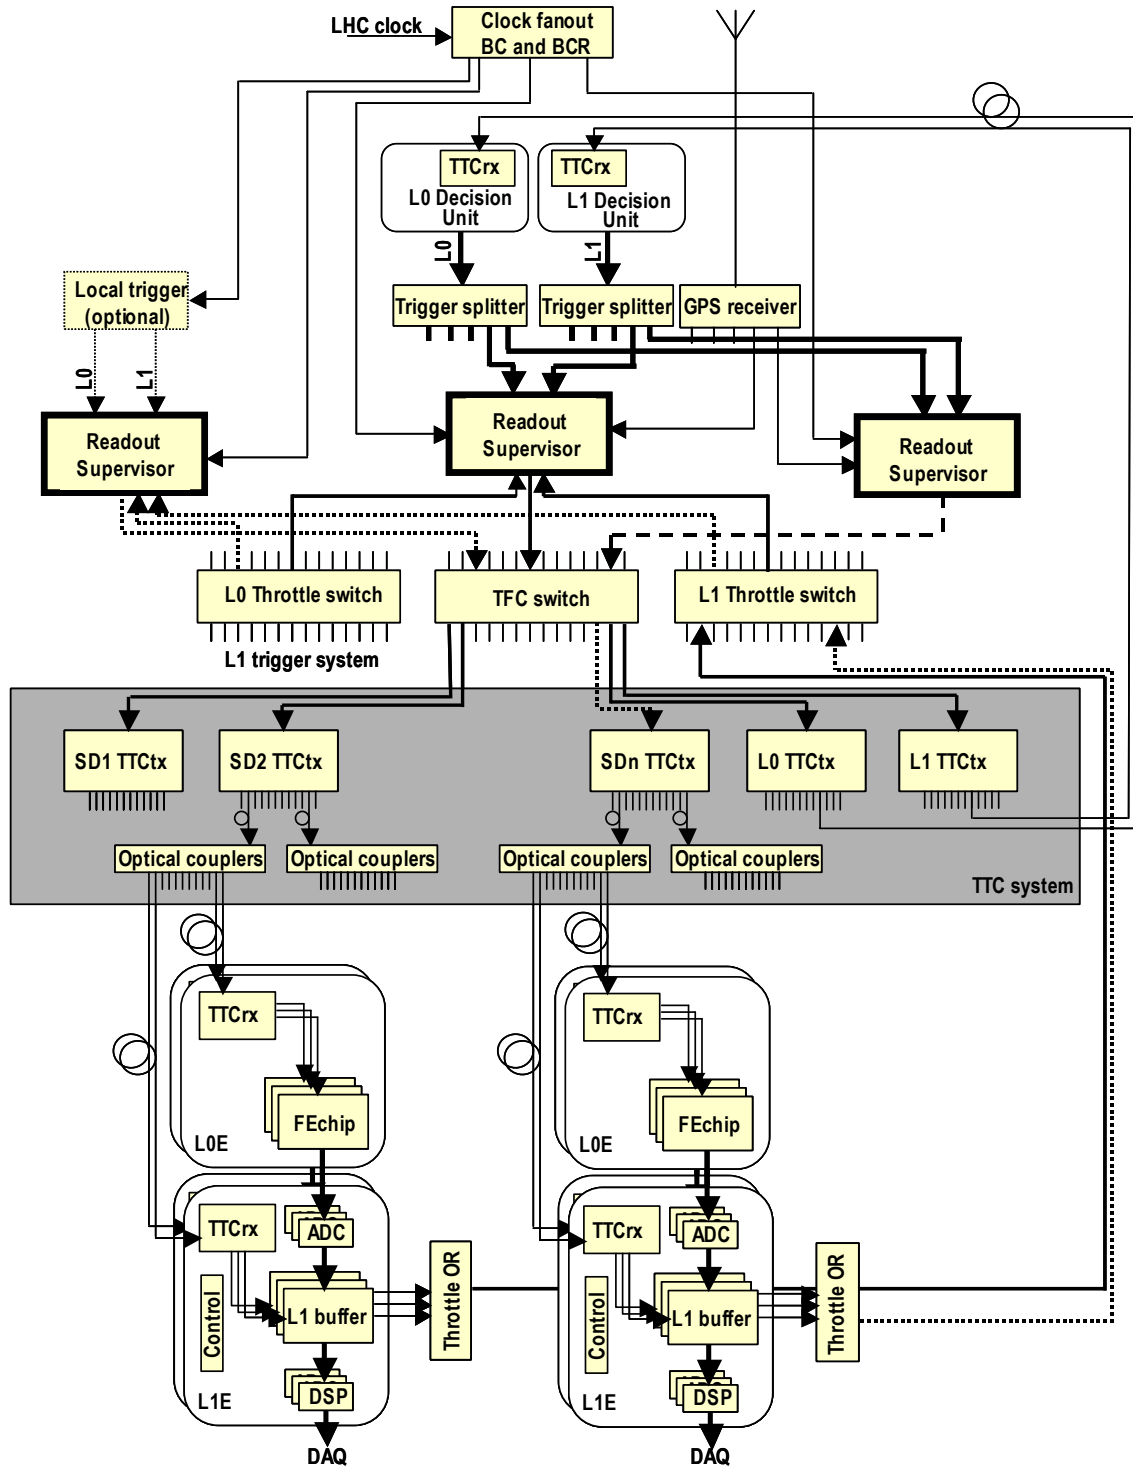 LHC clock
Clock fanout
BC and BCR
TTCrx
L0 Decision
Unit
TTCrx
L1 Decision
Unit
L0
L1
Local trigger
(optional)
Trigger splitter
Trigger splitter
GPS receiver
L0
L1
Readout
Supervisor
Readout
Supervisor
Readout
Supervisor
L0 Throttle switch
TFC switch
L1 Throttle switch
L1 trigger system
SD1 TTCtx
SD2 TTCtx
SDn TTCtx
L0 TTCtx
L1 TTCtx
Optical couplers
Optical couplers
Optical couplers
Optical couplers
TTC system
TTCrx
FEchip
L0E
TTCrx
FEchip
L0E
TTCrx
ADC
Control
L1 buffer
Throttle OR
DSP
L1E
DAQ
TTCrx
ADC
Control
L1 buffer
Throttle OR
DSP
L1E
DAQ